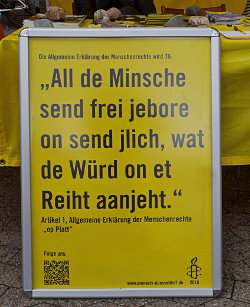 Die Allgemeine Erklärung der Menschenrechte wird 70:
„All de Minsche
send frei jebore
on send jlich, wat
de Würd on et
Reiht aanjeht.“
Artikel 1, Allgemeine Erklärung der Menschenrechte
„op Platt“
Folge uns:
www.amnesty-duesseldorf.de 2018